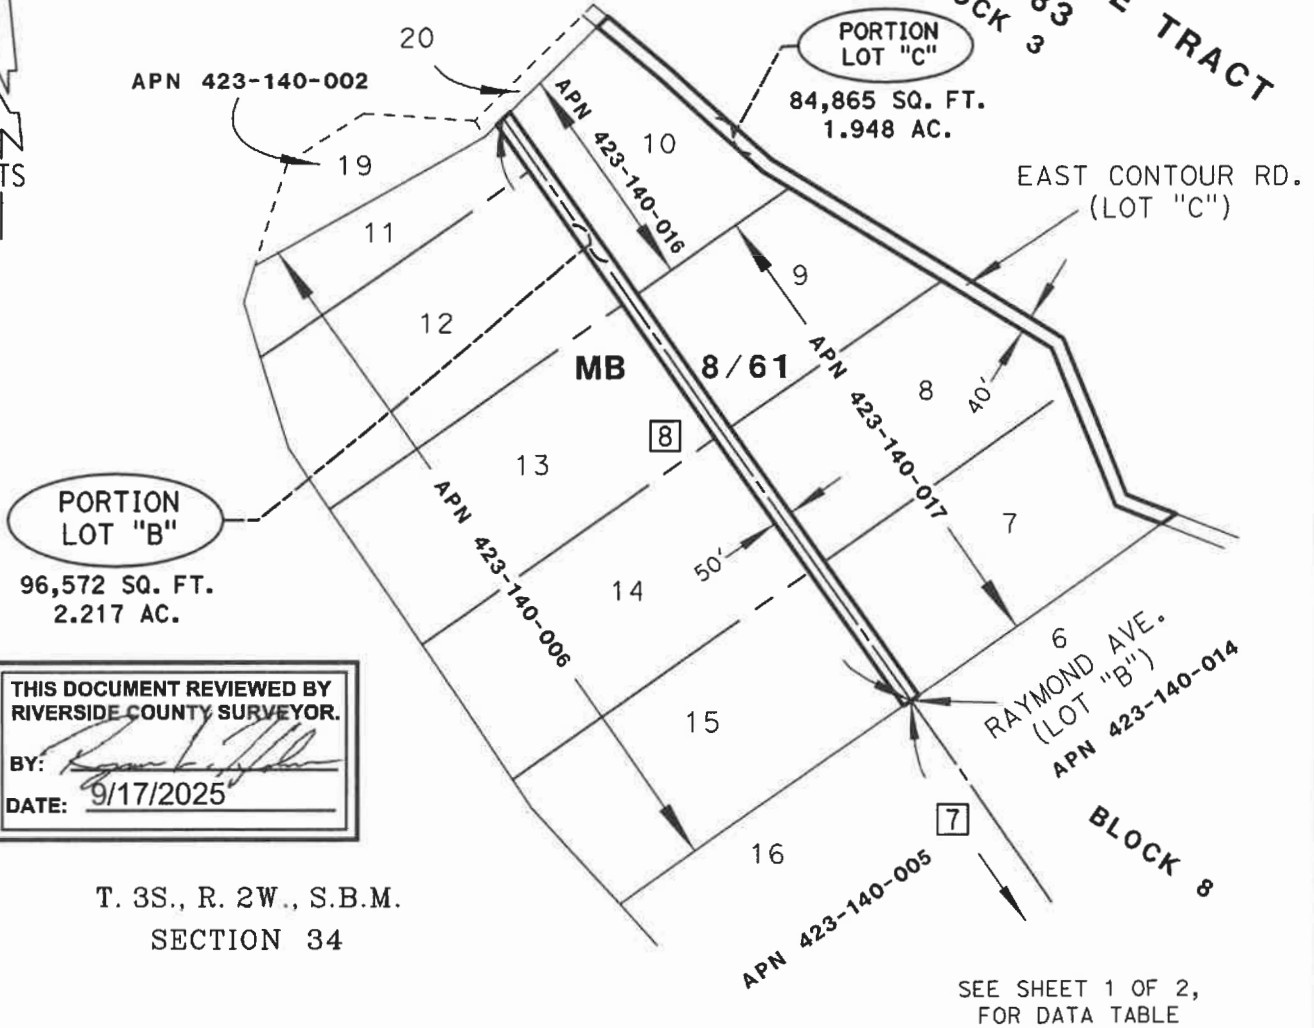 83
E TRACT
OCK 3
PORTION
LOT "C"
84,865 SQ. FT.
1.948 AC.
20
APN 423-140-002
TS
19
APN 423-140-016
10
EAST CONTOUR RD.
(LOT "C")
11
9
12
MB 8/61
APN 423-140-017
8
40'
8
13
PORTION
LOT "B"
96,572 SQ. FT.
2.217 AC.
APN 423-140-006
7
50'
14
6
RAYMOND AVE.
(LOT "B")
APN 423-140-014
15
THIS DOCUMENT REVIEWED BY
RIVERSIDE COUNTY SURVEYOR.
BY:
DATE: 9/17/2025
7
BLOCK 8
16
APN 423-140-005
T. 3S., R. 2W., S.B.M.
SECTION 34
SEE SHEET 1 OF 2,
FOR DATA TABLE